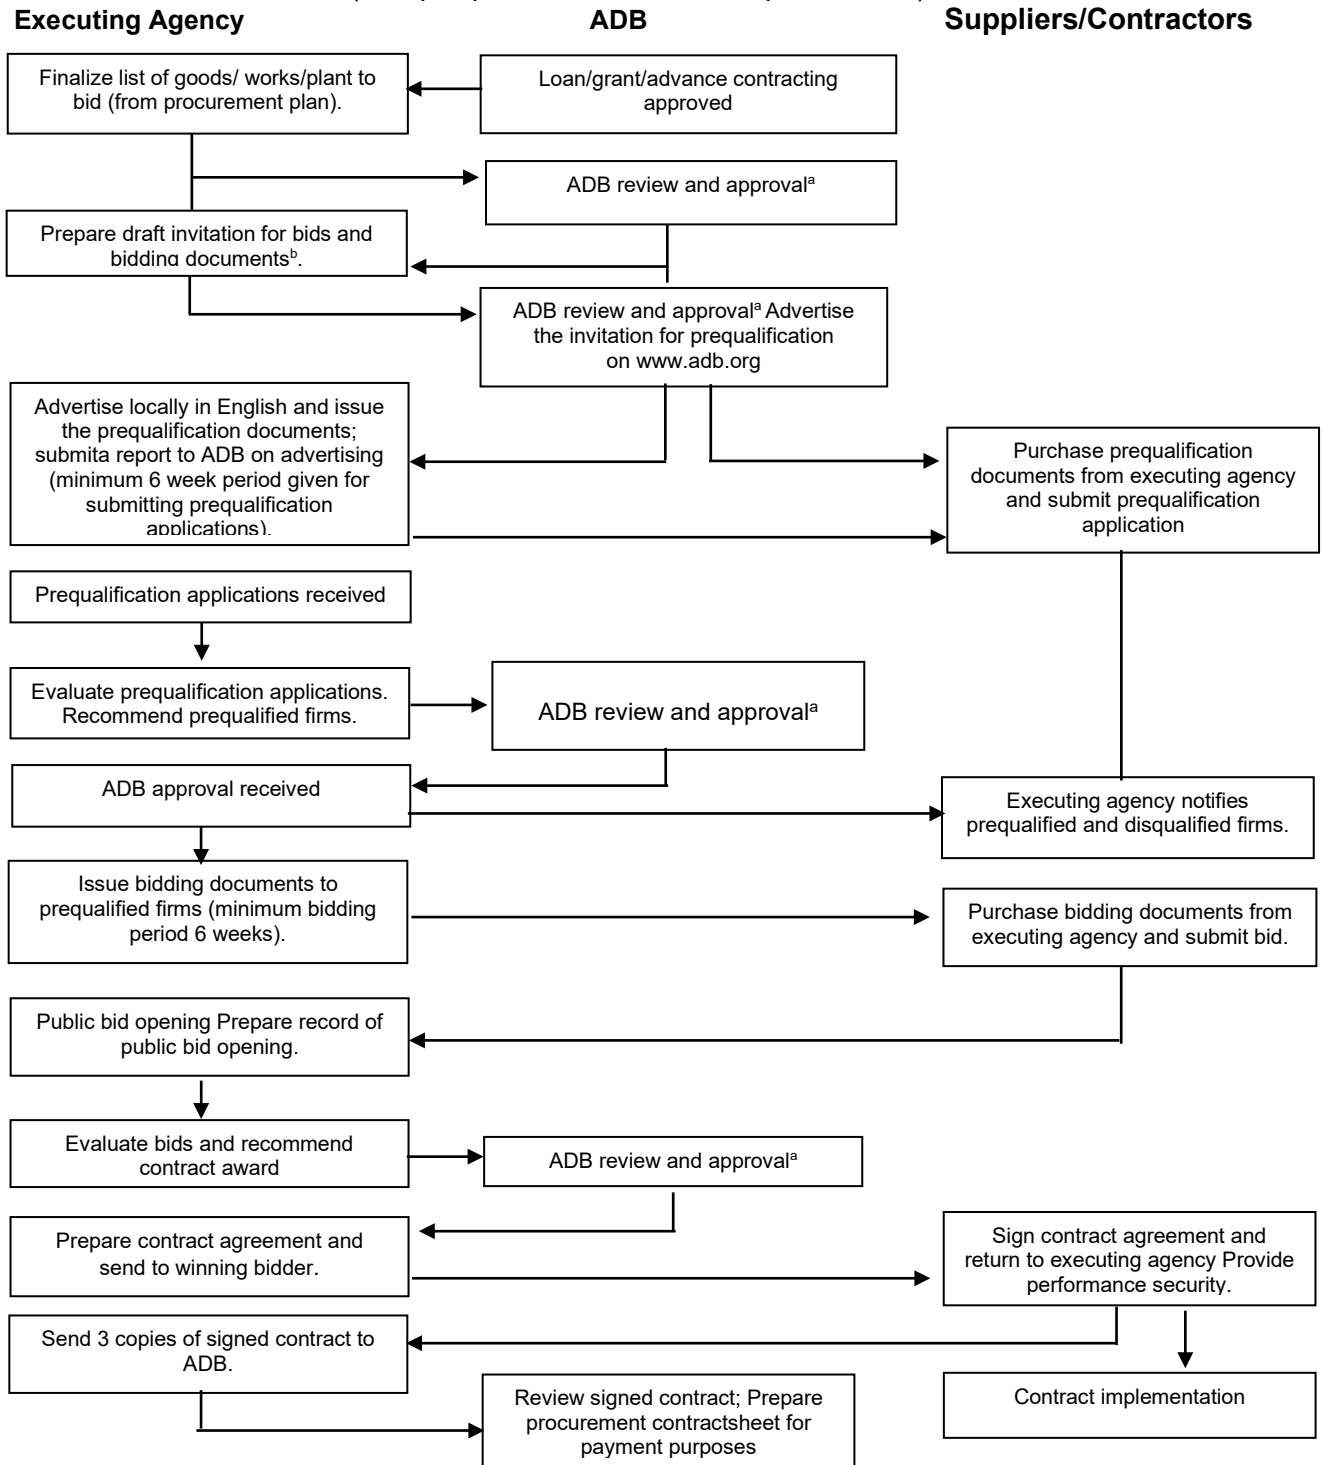 Executing Agency
ADB
Suppliers/Contractors
Finalize list of goods/ works/plant to
bid (from procurement plan).
Loan/grant/advance contracting
approved
ADB review and approvalᵃ
Prepare draft invitation for bids and
bidding documentsᵇ.
ADB review and approvalᵃ Advertise
the invitation for prequalification
on www.adb.org
Advertise locally in English and issue
the prequalification documents;
submita report to ADB on advertising
(minimum 6 week period given for
submitting prequalification
applications).
Purchase prequalification
documents from executing agency
and submit prequalification
application
Prequalification applications received
Evaluate prequalification applications.
Recommend prequalified firms.
ADB review and approvalᵃ
ADB approval received
Executing agency notifies
prequalified and disqualified firms.
Issue bidding documents to
prequalified firms (minimum bidding
period 6 weeks).
Purchase bidding documents from
executing agency and submit bid.
Public bid opening Prepare record of
public bid opening.
Evaluate bids and recommend
contract award
ADB review and approvalᵃ
Prepare contract agreement and
send to winning bidder.
Sign contract agreement and
return to executing agency Provide
performance security.
Send 3 copies of signed contract to
ADB.
Review signed contract; Prepare
procurement contractsheet for
payment purposes
Contract implementation